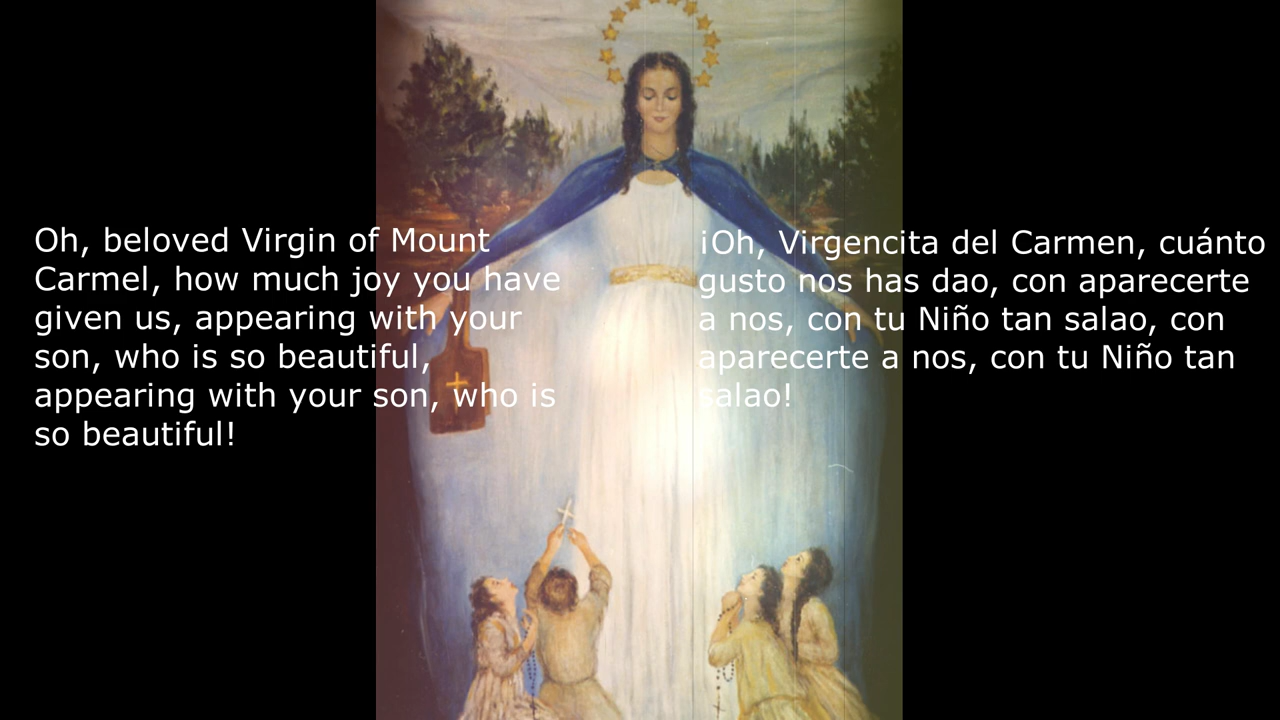 Oh, beloved Virgin of Mount
Carmel, how much joy you have
given us, appearing with your
son, who is so beautiful,
appearing with your son, who is
so beautiful!
¡Oh, Virgencita del Carmen, cuánto
gusto nos has dao, con aparecerte
a nos, con tu Niño tan salao, con
aparecerte a nos, con tu Niño tan
salao!